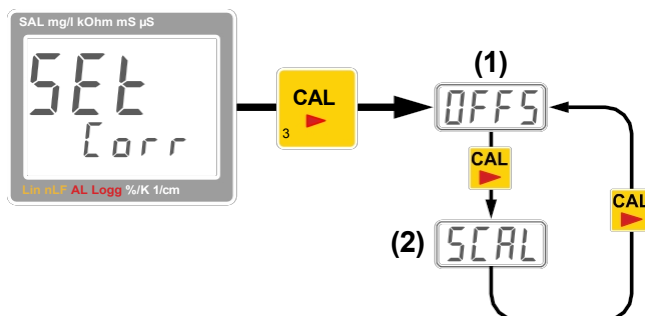 SAL mg/l kOhm mS µS
SEt
Corr
Lin nLF AL Logg %/K 1/cm
CAL
3
(1)
OFFS
CAL
CAL
(2)
SCAL